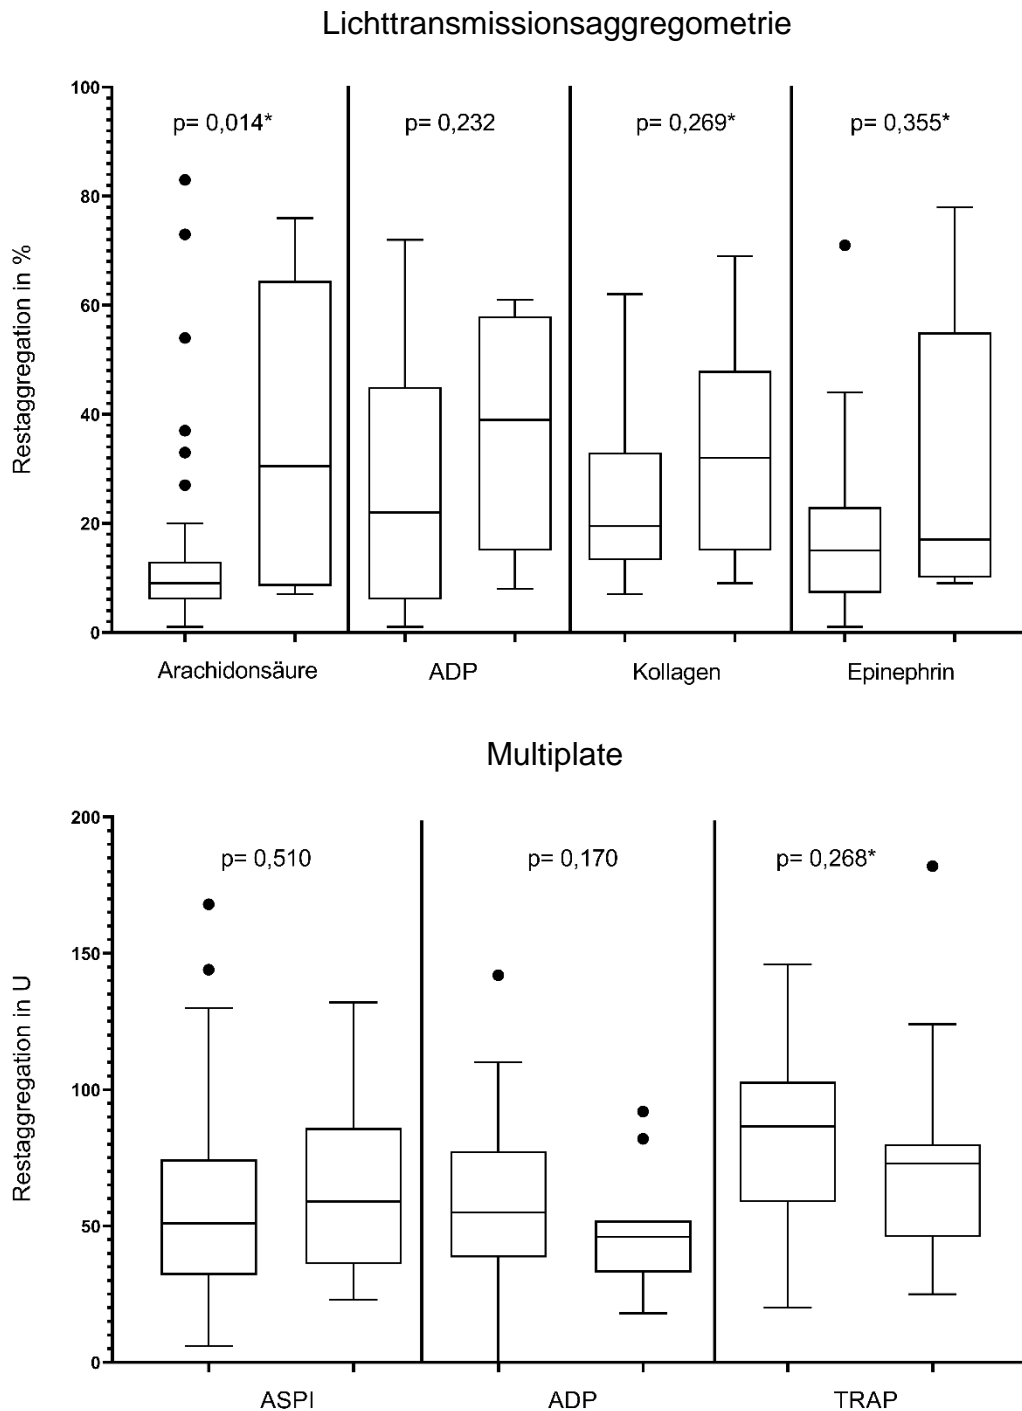 Lichttransmissionsaggregometrie
100
p= 0,014*
p= 0,232
p= 0,269*
p= 0,355*
80
60
40
20
0
Restaggregation in %
Arachidonsäure
ADP
Kollagen
Epinephrin
Multiplate
200
p= 0,510
p= 0,170
p= 0,268*
150
100
50
0
Restaggregation in U
ASPI
ADP
TRAP